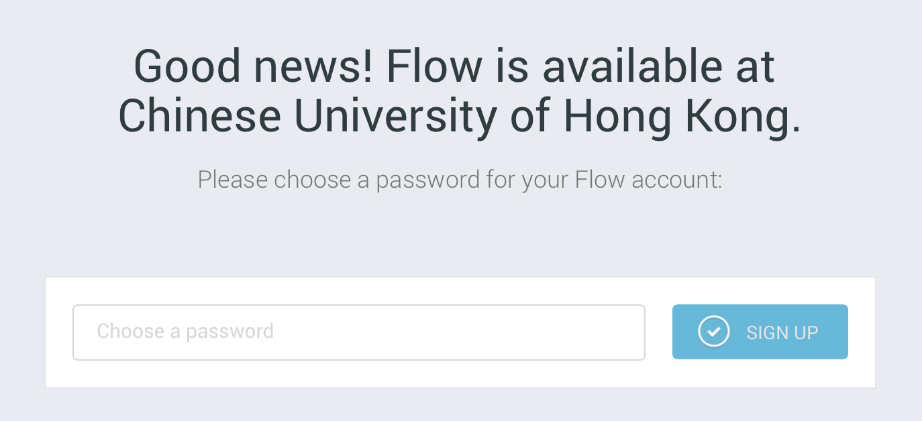 Good news! Flow is available at
Chinese University of Hong Kong.
Please choose a password for your Flow account:
Choose a password
SIGN UP